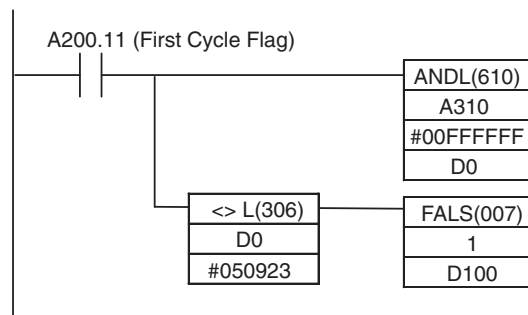 A200.11 (First Cycle Flag)
ANDL(610)
A310
#00FFFFFF
D0
<> L(306)
D0
#050923
FALS(007)
1
D100